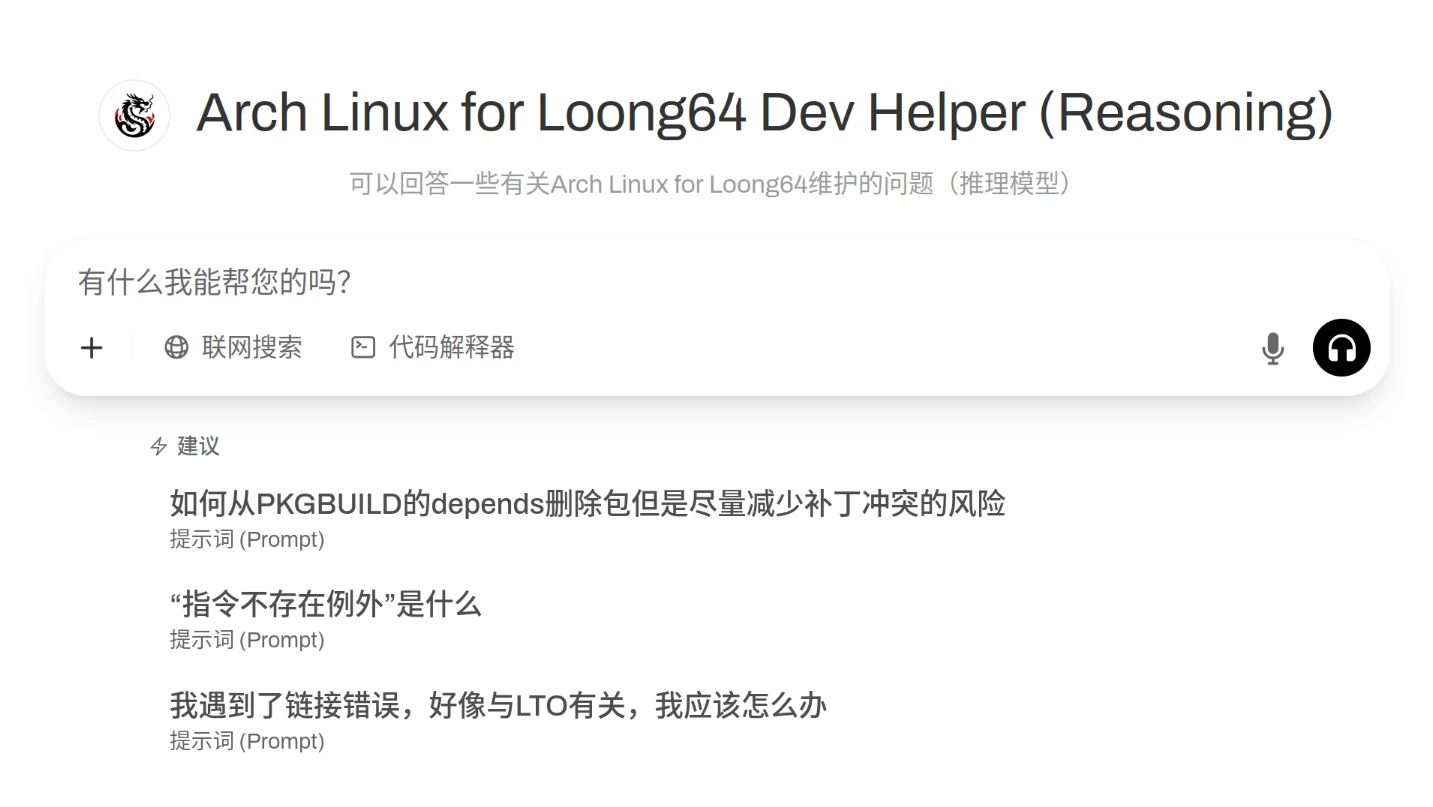 Arch Linux for Loong64 Dev Helper (Reasoning)
可以回答一些有关Arch Linux for Loong64维护的问题（推理模型）
有什么我能帮您的吗？
联网搜索
代码解释器
建议
如何从PKGBUILD的depends删除包但是尽量减少补丁冲突的风险
提示词 (Prompt)
“指令不存在例外”是什么
提示词 (Prompt)
我遇到了链接错误，好像与LTO有关，我应该怎么办
提示词 (Prompt)